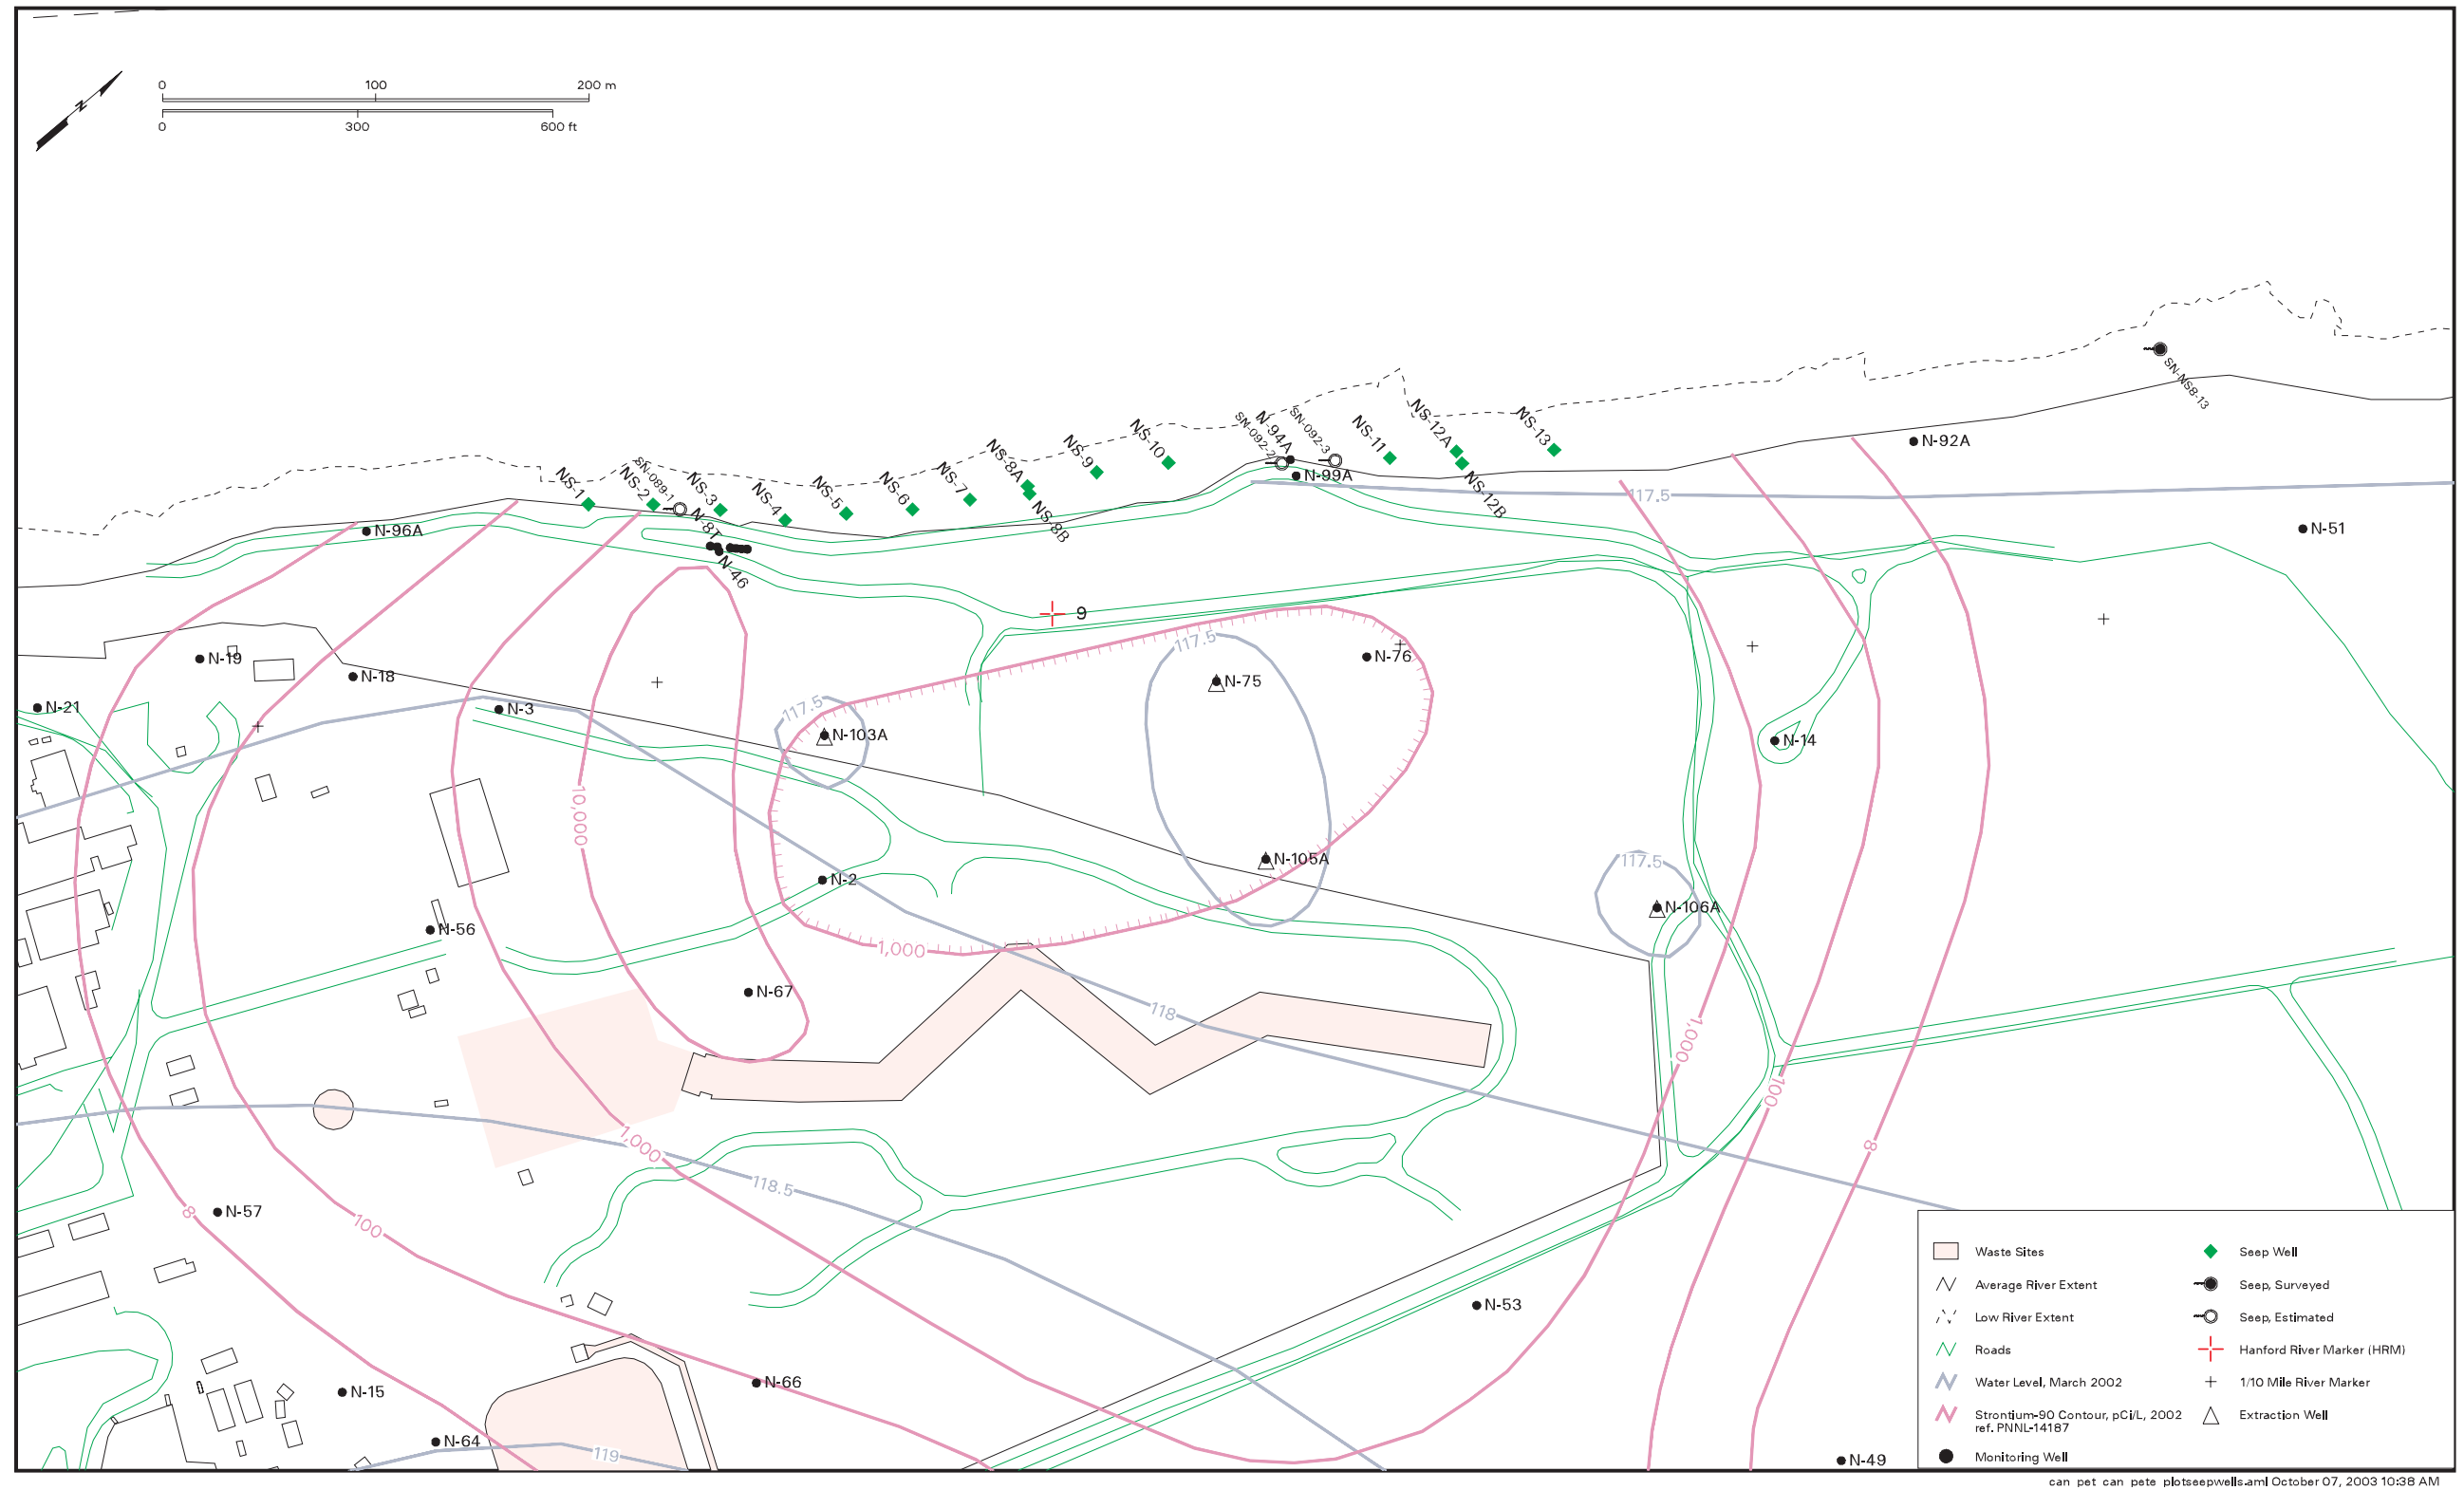 N
0 100 200 m
0 300 600 ft
SN-NS8-13
NS-1
NS-2
SN-089-1
NS-3
NS-4
NS-5
NS-6
NS-7
NS-8A
NS-8B
NS-9
NS-10
SN-092-2
N-94A
SN-092-3
N-99A
NS-11
NS-12A
NS-12B
NS-13
N-92A
117.5
N-51
N-96A
N-8T
N-46
9
N-19
N-18
N-21
N-3
117.5
N-103A
117.5
N-75
N-76
N-14
10,000
N-2
N-105A
117.5
N-106A
N-56
1,000
N-67
118
1,000
100
8
1,000
118.5
8
N-57
100
N-53
N-66
N-15
N-64
119
N-49
Waste Sites
Average River Extent
Low River Extent
Roads
Water Level, March 2002
Strontium-90 Contour, pCi/L, 2002
ref. PNNL-14187
Monitoring Well
Seep Well
Seep, Surveyed
Seep, Estimated
Hanford River Marker (HRM)
1/10 Mile River Marker
Extraction Well
can_pet_can_pete_plotseepwells.aml October 07, 2003 10:38 AM